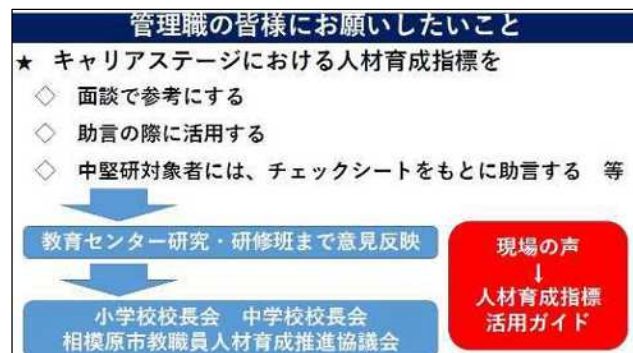 管理職の皆様にお願いしたいこと
★ キャリアステージにおける人材育成指標を
◇ 面談で参考にする
◇ 助言の際に活用する
◇ 中堅研対象者には、チェックシートをもとに助言する 等
教育センター研究・研修班まで意見反映
小学校校長会 中学校校長会
相模原市教職員人材育成推進協議会
現場の声
↓
人材育成指標
活用ガイド